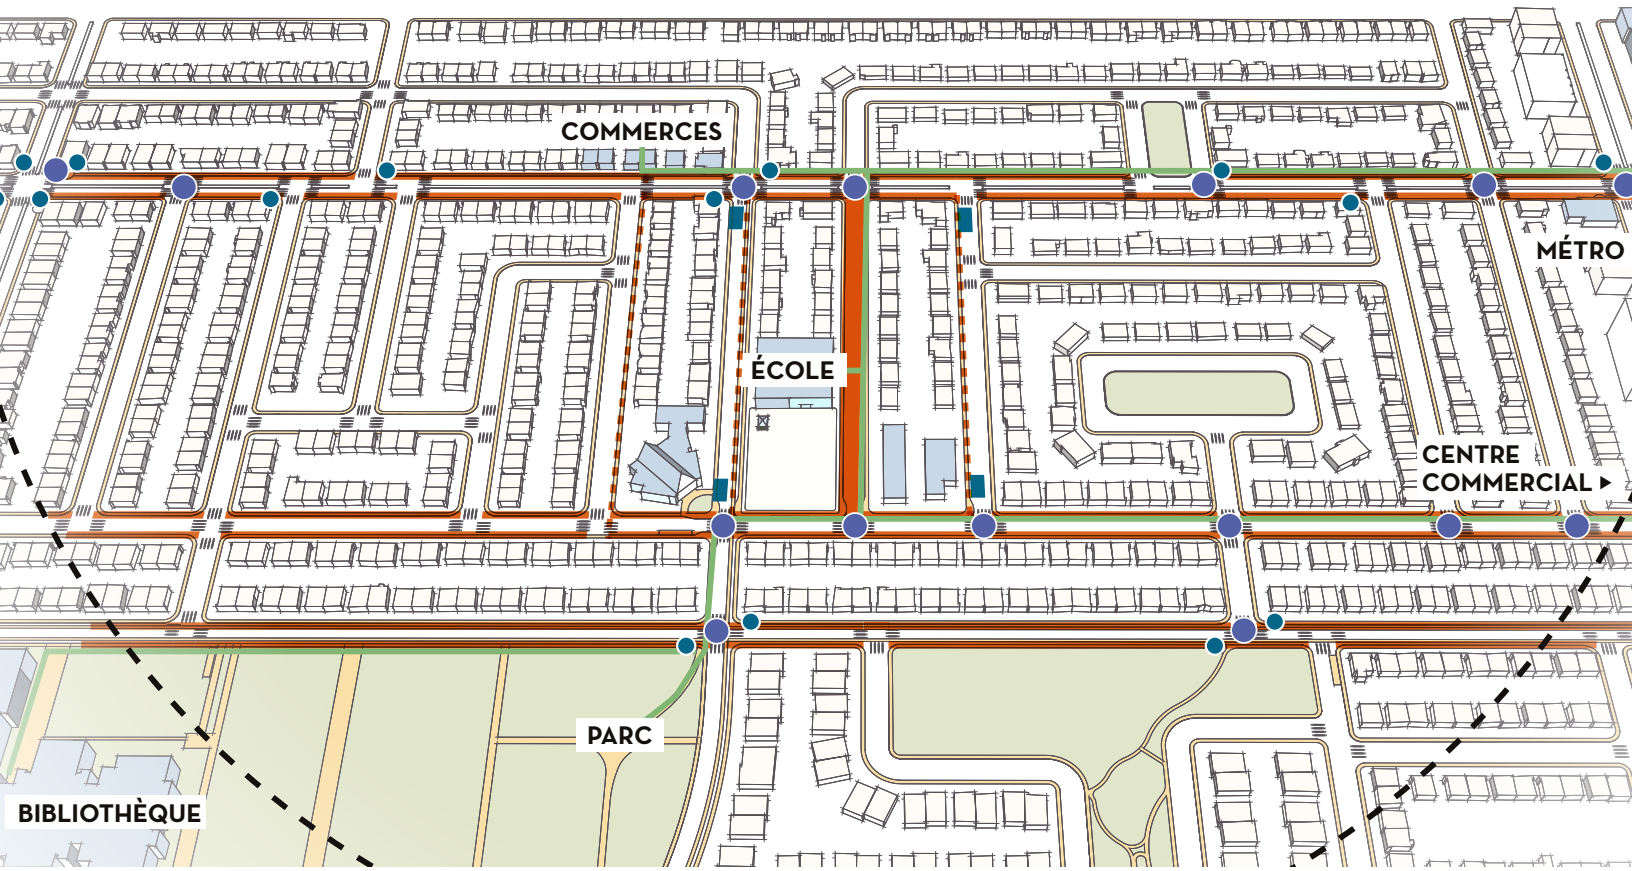 COMMERCES
MÉTRO
ÉCOLE
CENTRE
COMMERCIAL ▶
PARC
BIBLIOTHÈQUE